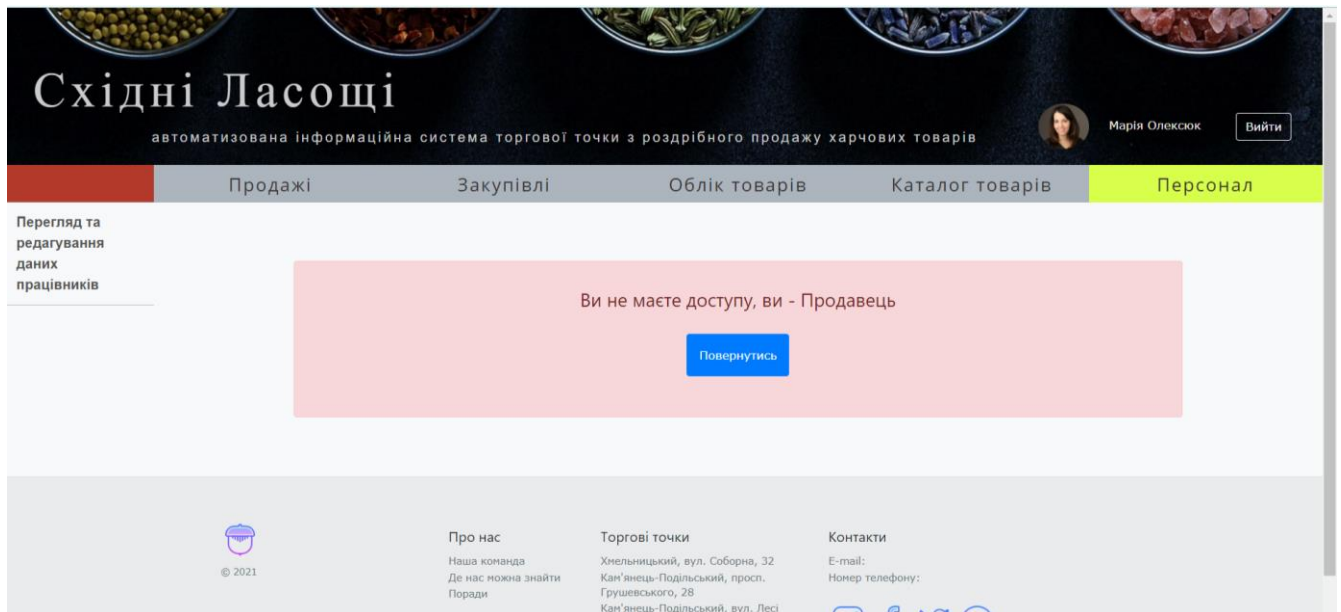 Східні Ласощі
автоматизована інформаційна система торгової точки з роздрібного продажу харчових товарів
Марія Олексюк
Вийти
Продажі
Закупівлі
Облік товарів
Каталог товарів
Персонал
Перегляд та
редагування
даних
працівників
Ви не маєте доступу, ви - Продавець
Повернутись
© 2021
Про нас
Наша команда
Де нас можна знайти
Поради
Торгові точки
Хмельницький, вул. Соборна, 32
Кам'янець-Подільський, просп.
Грушевського, 28
Кам'янець-Подільський, вул. Лесі
Контакти
E-mail:
Номер телефону: